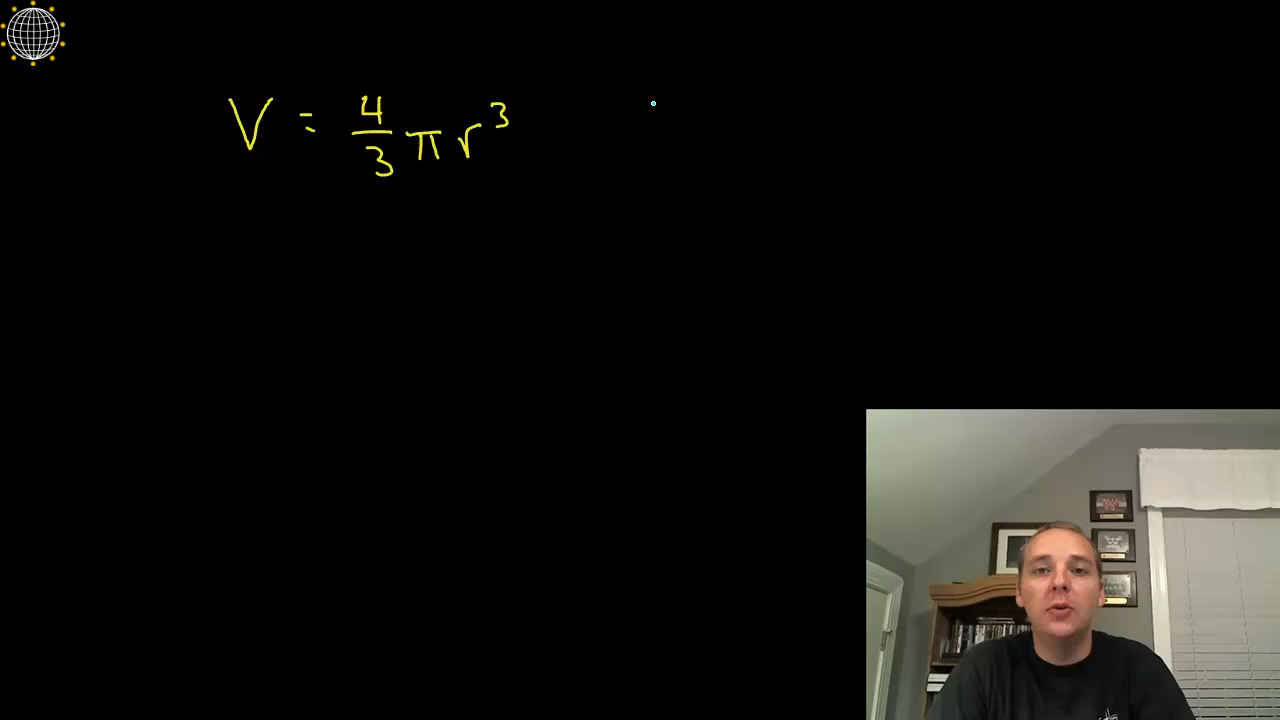 V = 4/3 π r³